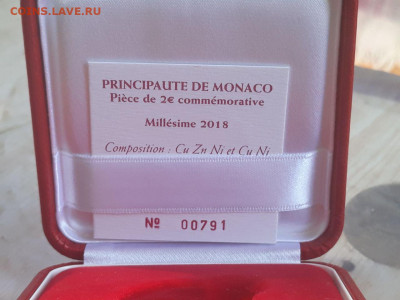 COINS.LAVE.RU
PRINCIPAUTE DE MONACO
Pièce de 2€ commémorative
Millésime 2018
Composition : Cu Zn Ni et Cu Ni
Nº 00791